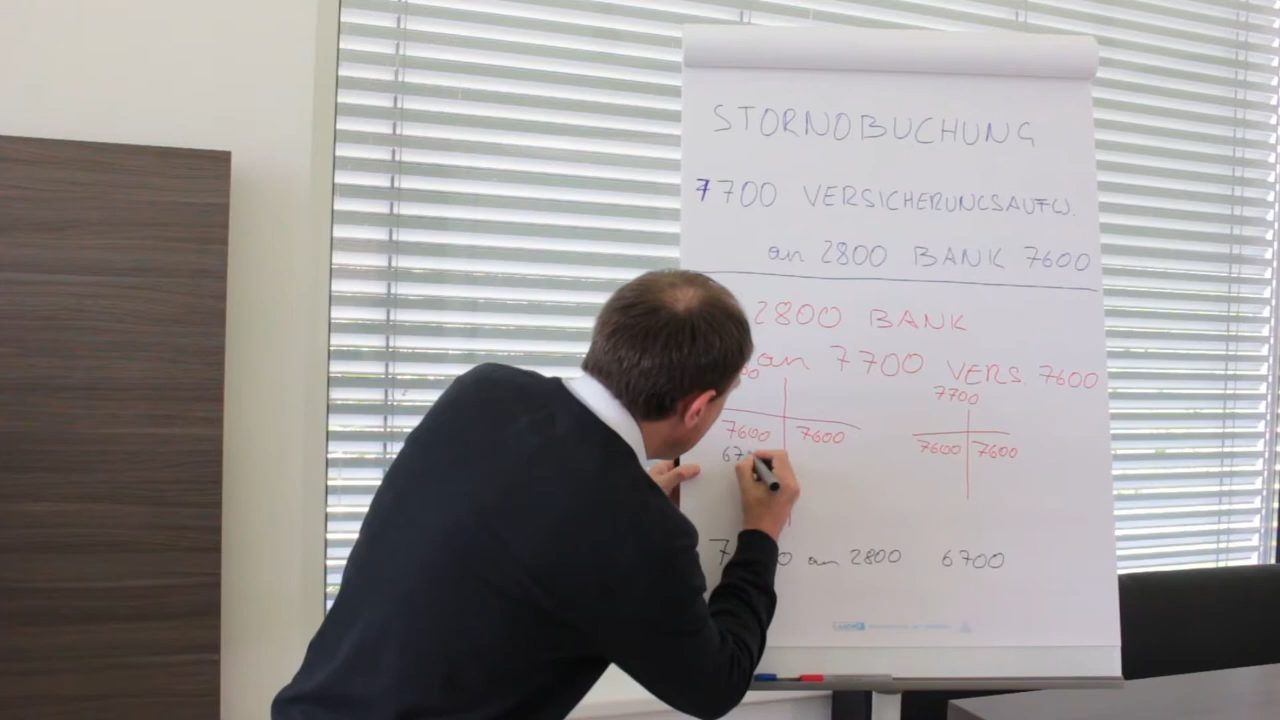 STORNOBUCHUNG
7700 VERSICHERUNGSAUFW.
an 2800 BANK 7600
2800 BANK
an 7700 VERS. 7600
7700
7600 7600 7600 7600
an 2800 6700